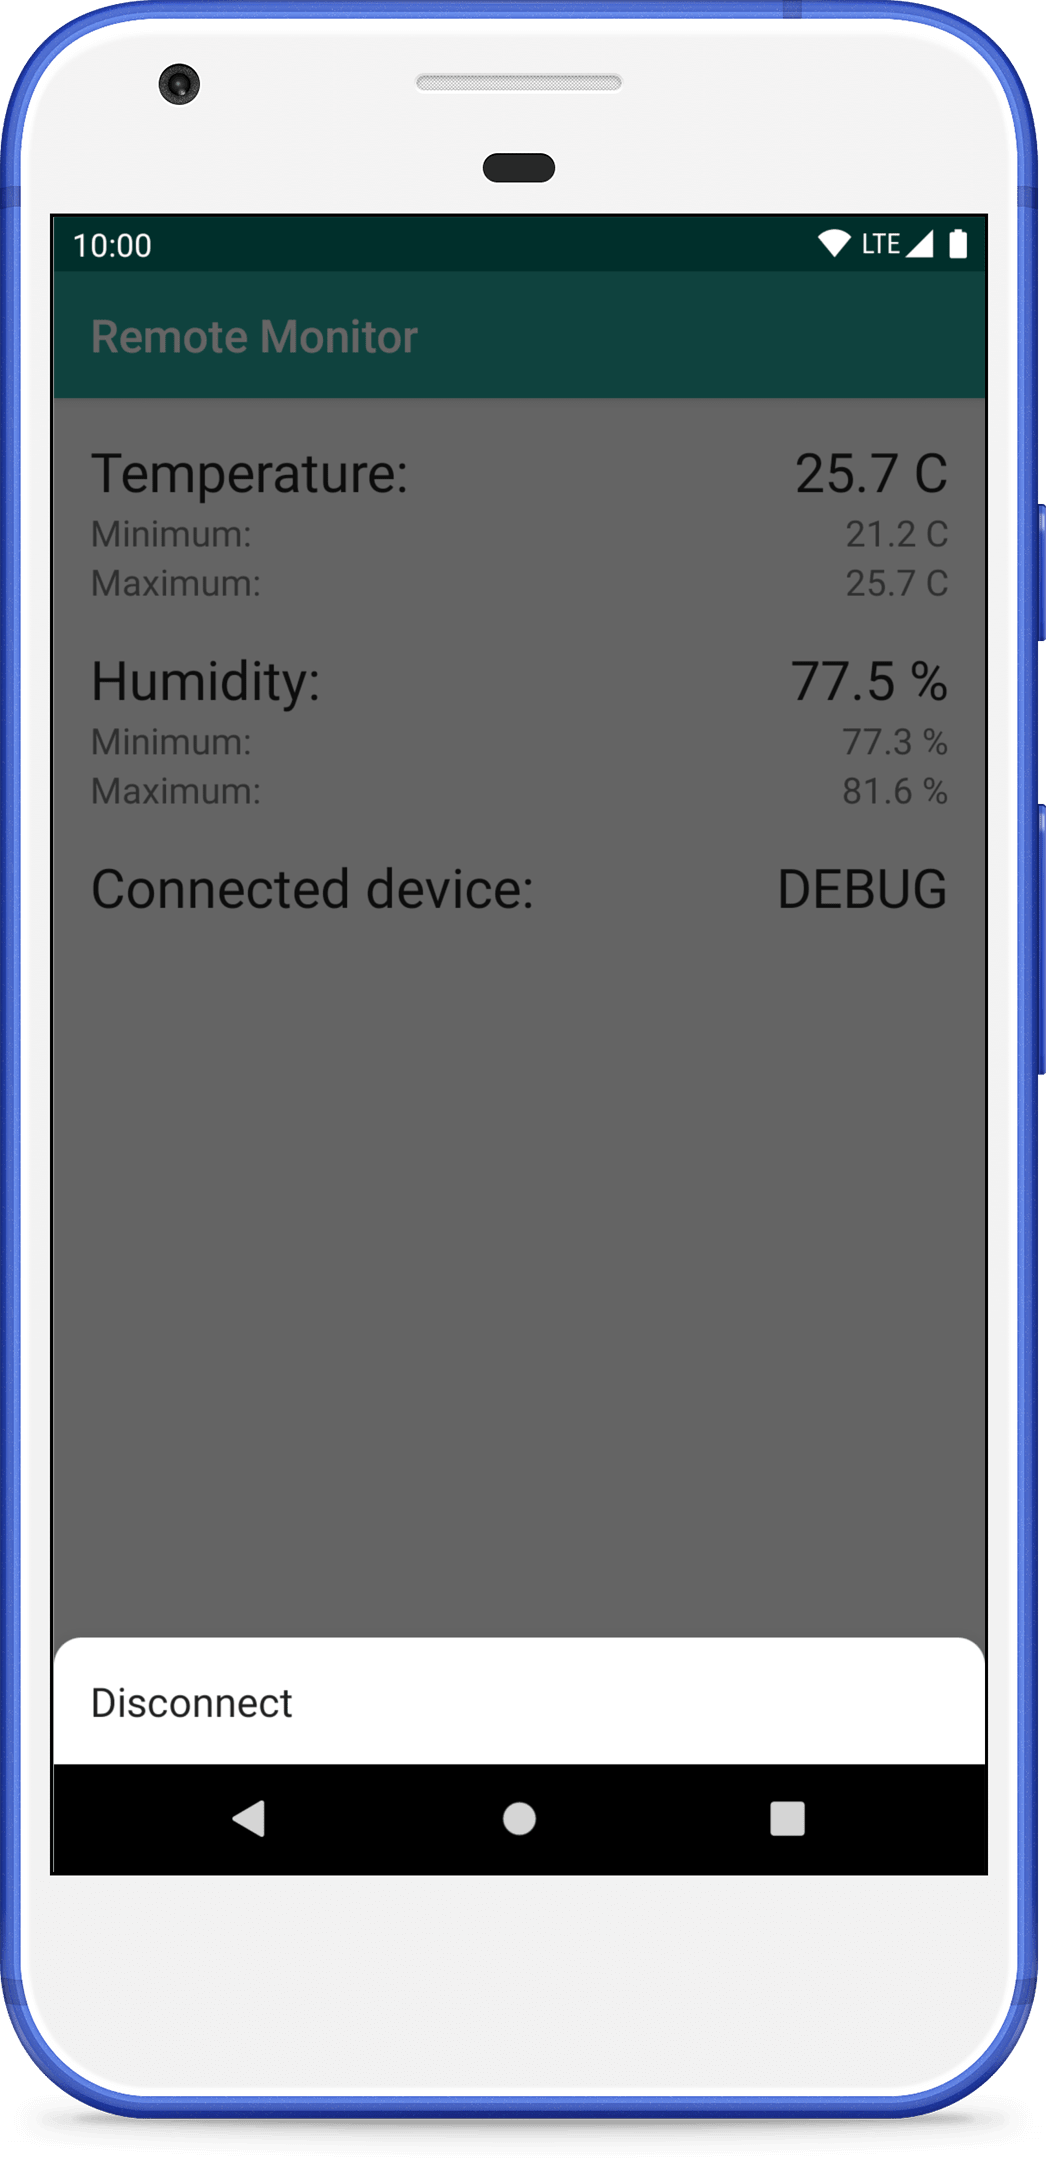 10:00 LTE
Remote Monitor
Temperature: 25.7 C
Minimum: 21.2 C
Maximum: 25.7 C
Humidity: 77.5 %
Minimum: 77.3 %
Maximum: 81.6 %
Connected device: DEBUG
Disconnect